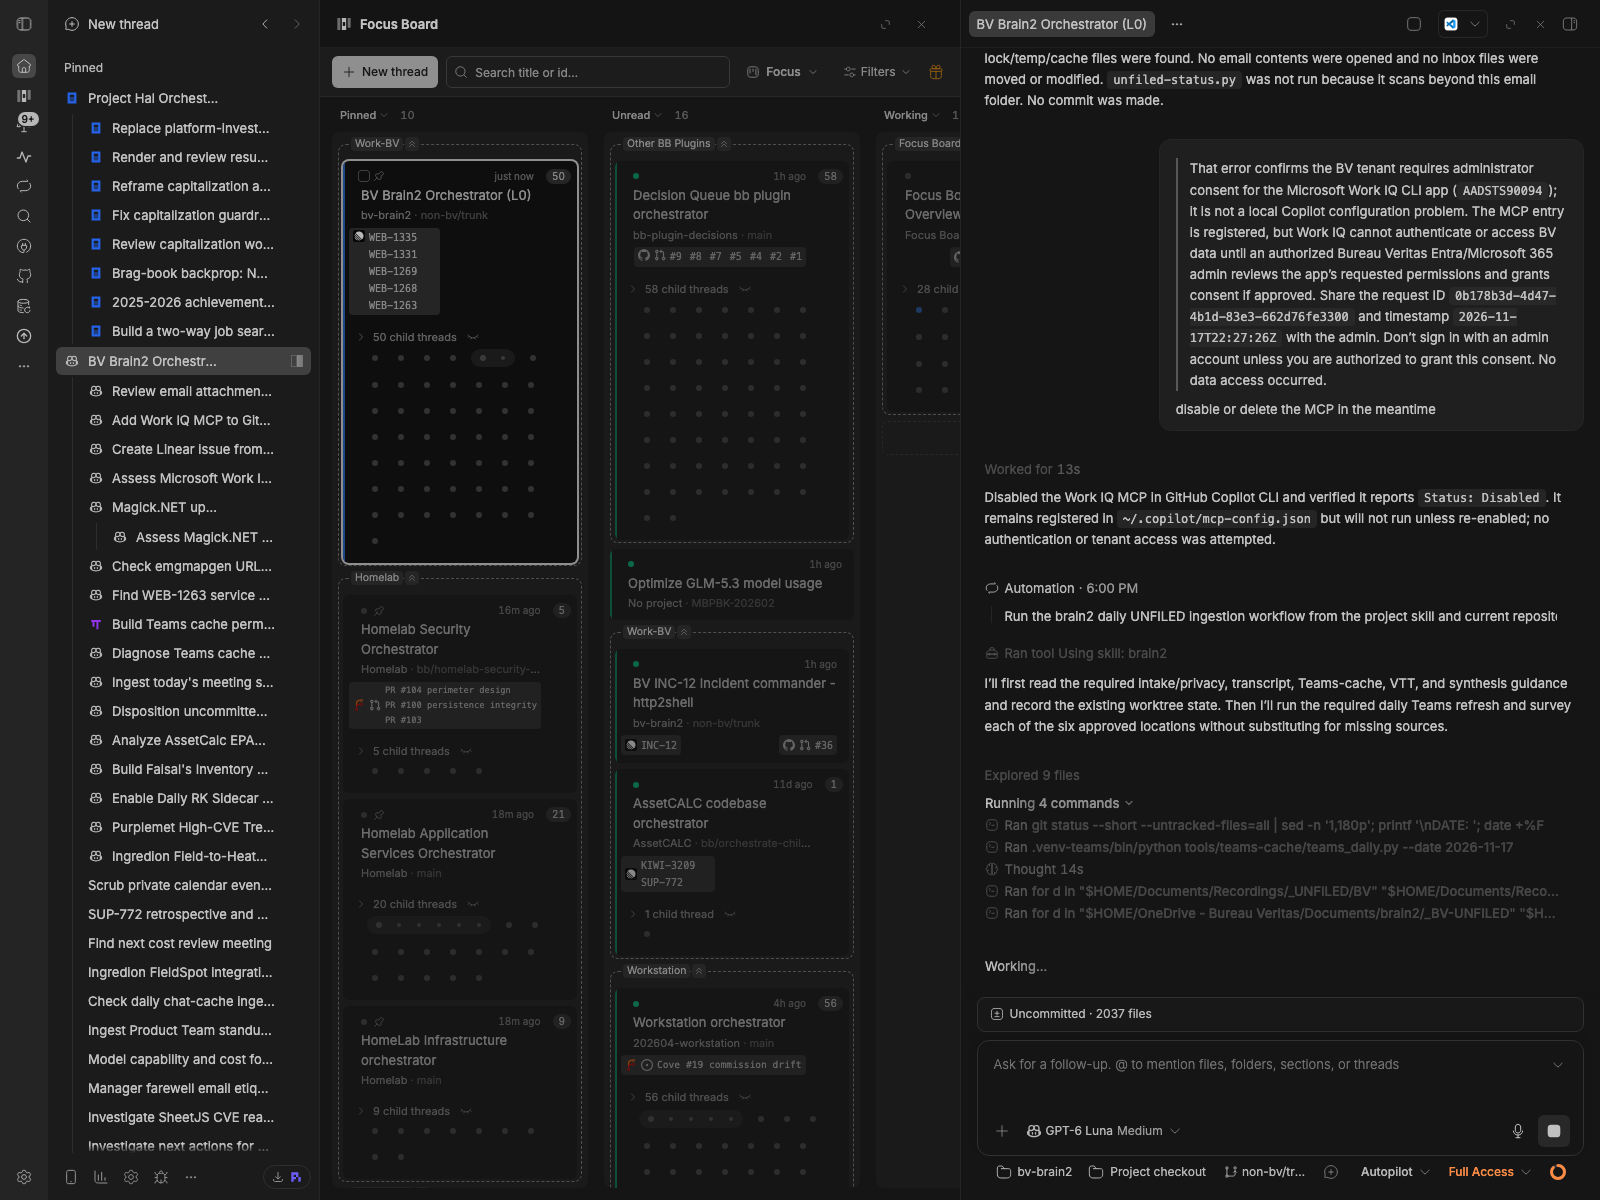 New thread
Pinned
Project Hal Orchest...
Replace platform-invest...
Render and review resu...
Reframe capitalization a...
Fix capitalization guardr...
Review capitalization wo...
Brag-book backprop: N...
2025-2026 achievement...
Build a two-way job sear...
BV Brain2 Orchestr...
Review email attachmen...
Add Work IQ MCP to Git...
Create Linear issue from...
Assess Microsoft Work I...
Magick.NET up...
Assess Magick.NET ...
Check emgmapgen URL...
Find WEB-1263 service ...
Build Teams cache perm...
Diagnose Teams cache ...
Ingest today's meeting s...
Disposition uncommitte...
Analyze AssetCalc EPA...
Build Faisal's Inventory ...
Enable Daily RK Sidecar ...
Purplemet High-CVE Tre...
Ingredion Field-to-Heat...
Scrub private calendar even...
SUP-772 retrospective and ...
Find next cost review meeting
Ingredion FieldSpot integrati...
Check daily chat-cache inge...
Ingest Product Team standu...
Model capability and cost fo...
Manager farewell email etiq...
Investigate SheetJS CVE rea...
Investigate next actions for ...
9+
Focus Board
New thread
Search title or id...
Focus
Filters
Pinned 10
Work-BV
just now 50
BV Brain2 Orchestrator (L0)
bv-brain2 · non-bv/trunk
WEB-1335
WEB-1331
WEB-1269
WEB-1268
WEB-1263
50 child threads
Homelab
16m ago 5
Homelab Security
Orchestrator
Homelab · bb/homelab-security-...
PR #104 perimeter design
PR #100 persistence integrity
PR #103
5 child threads
18m ago 21
Homelab Application
Services Orchestrator
Homelab · main
20 child threads
18m ago 9
HomeLab Infrastructure
orchestrator
Homelab · main
9 child threads
Unread 16
Other BB Plugins
1h ago 58
Decision Queue bb plugin
orchestrator
bb-plugin-decisions · main
#9 #8 #7 #5 #4 #2 #1
58 child threads
1h ago
Optimize GLM-5.3 model usage
No project · MBPBK-202602
Work-BV
1h ago
BV INC-12 Incident commander -
http2shell
bv-brain2 · non-bv/trunk
INC-12
#36
11d ago 1
AssetCALC codebase
orchestrator
AssetCALC · bb/orchestrate-chil...
KIWI-3209
SUP-772
1 child thread
Workstation
4h ago 56
Workstation orchestrator
202604-workstation · main
Cove #19 commission drift
56 child threads
Working 1
Focus Board
Focus Bo
Overview
Focus Boa
28 child
BV Brain2 Orchestrator (L0)
lock/temp/cache files were found. No email contents were opened and no inbox files were
moved or modified. unfiled-status.py was not run because it scans beyond this email
folder. No commit was made.
That error confirms the BV tenant requires administrator
consent for the Microsoft Work IQ CLI app ( AADSTS90094 );
it is not a local Copilot configuration problem. The MCP entry
is registered, but Work IQ cannot authenticate or access BV
data until an authorized Bureau Veritas Entra/Microsoft 365
admin reviews the app's requested permissions and grants
consent if approved. Share the request ID 0b178b3d-4d47-
4b1d-83e3-662d76fe3300 and timestamp 2026-11-
17T22:27:26Z with the admin. Don't sign in with an admin
account unless you are authorized to grant this consent. No
data access occurred.
disable or delete the MCP in the meantime
Worked for 13s
Disabled the Work IQ MCP in GitHub Copilot CLI and verified it reports Status: Disabled. It
remains registered in ~/.copilot/mcp-config.json but will not run unless re-enabled; no
authentication or tenant access was attempted.
Automation · 6:00 PM
Run the brain2 daily UNFILED ingestion workflow from the project skill and current reposit
Ran tool Using skill: brain2
I'll first read the required intake/privacy, transcript, Teams-cache, VTT, and synthesis guidance
and record the existing worktree state. Then I'll run the required daily Teams refresh and survey
each of the six approved locations without substituting for missing sources.
Explored 9 files
Running 4 commands
Ran git status --short --untracked-files=all | sed -n '1,180p'; printf '\nDATE: '; date +%F
Ran .venv-teams/bin/python tools/teams-cache/teams_daily.py --date 2026-11-17
Thought 14s
Ran for d in "$HOME/Documents/Recordings/_UNFILED/BV" "$HOME/Documents/Reco...
Ran for d in "$HOME/OneDrive - Bureau Veritas/Documents/brain2/_BV-UNFILED" "$H...
Working...
Uncommitted · 2037 files
Ask for a follow-up. @ to mention files, folders, sections, or threads
GPT-6 Luna Medium
bv-brain2
Project checkout
non-bv/tr...
Autopilot
Full Access